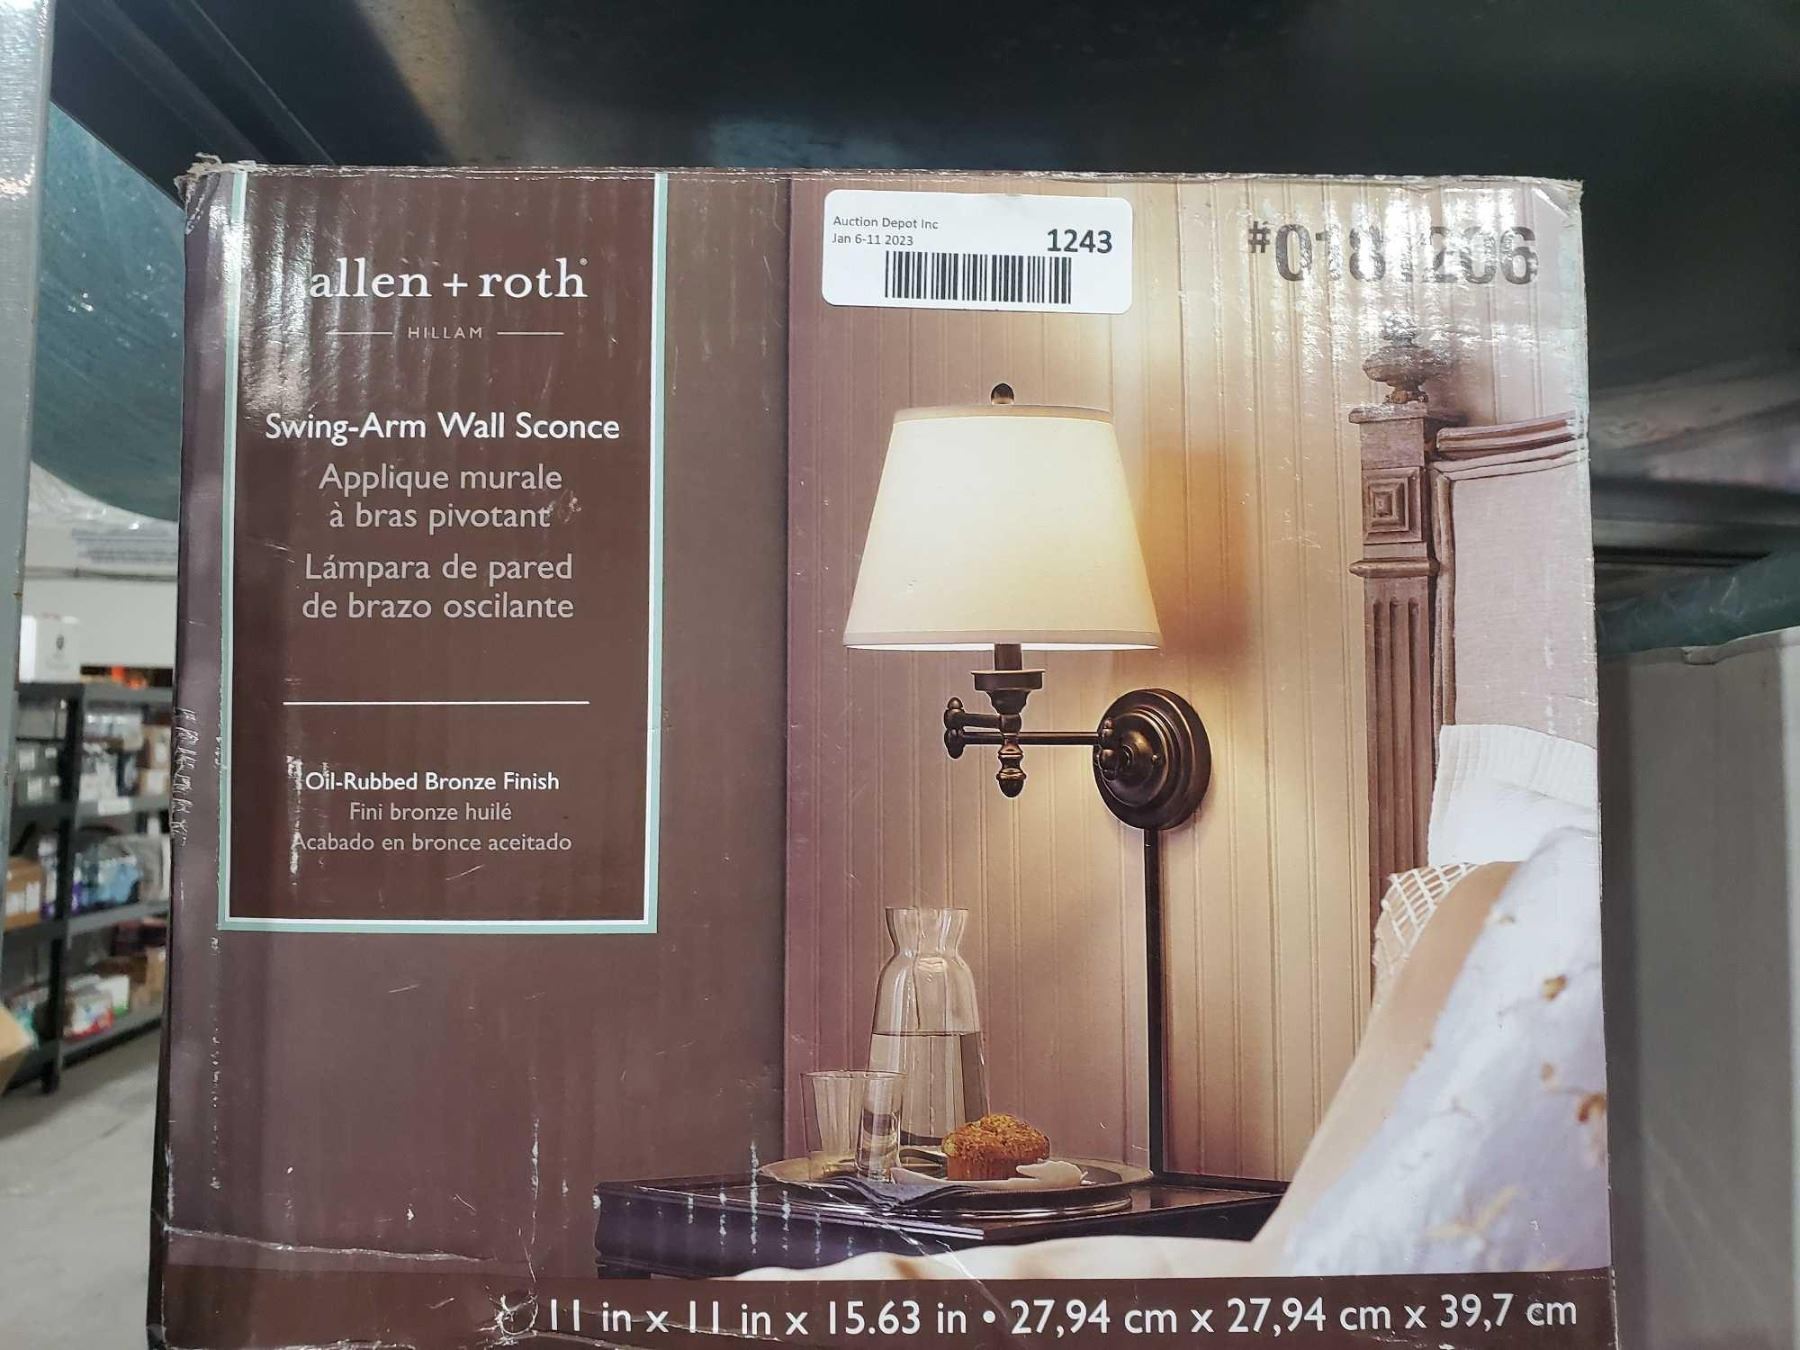 allen + roth
HILLAM
Swing-Arm Wall Sconce
Applique murale
à bras pivotant
Lámpara de pared
de brazo oscilante
Oil-Rubbed Bronze Finish
Fini bronze huilé
Acabado en bronce aceitado
Auction Depot Inc
Jan 6-11 2023
1243
#0181206
11 in x 11 in x 15.63 in • 27,94 cm x 27,94 cm x 39,7 cm